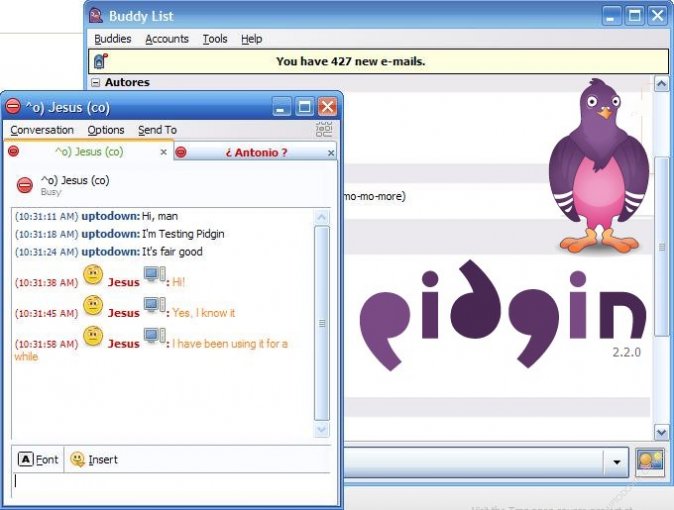 Buddy List
Buddies Accounts Tools Help
You have 427 new e-mails.
Autores
^o) Jesus (co)
Conversation Options Send To
^o) Jesus (co) × ¿ Antonio ? ×
^o) Jesus (co)
Busy
mo-mo-more)
(10:31:11 AM) uptodown: Hi, man
(10:31:18 AM) uptodown: I'm Testing Pidgin
(10:31:24 AM) uptodown: It's fair good
(10:31:38 AM) Jesus : Hi!
(10:31:45 AM) Jesus : Yes, I know it
(10:31:58 AM) Jesus : I have been using it for a
while
pidgin
2.2.0
A Font Insert